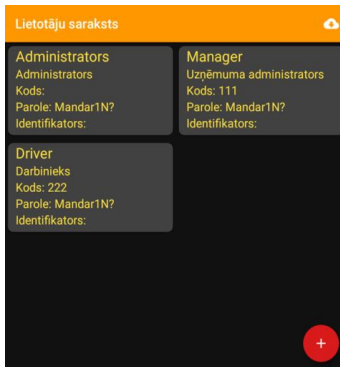 Lietotāju saraksts
Administrators
Administrators
Kods:
Parole: Mandar1N?
Identifikators:
Manager
Uzņēmuma administrators
Kods: 111
Parole: Mandar1N?
Identifikators:
Driver
Darbinieks
Kods: 222
Parole: Mandar1N?
Identifikators:
+